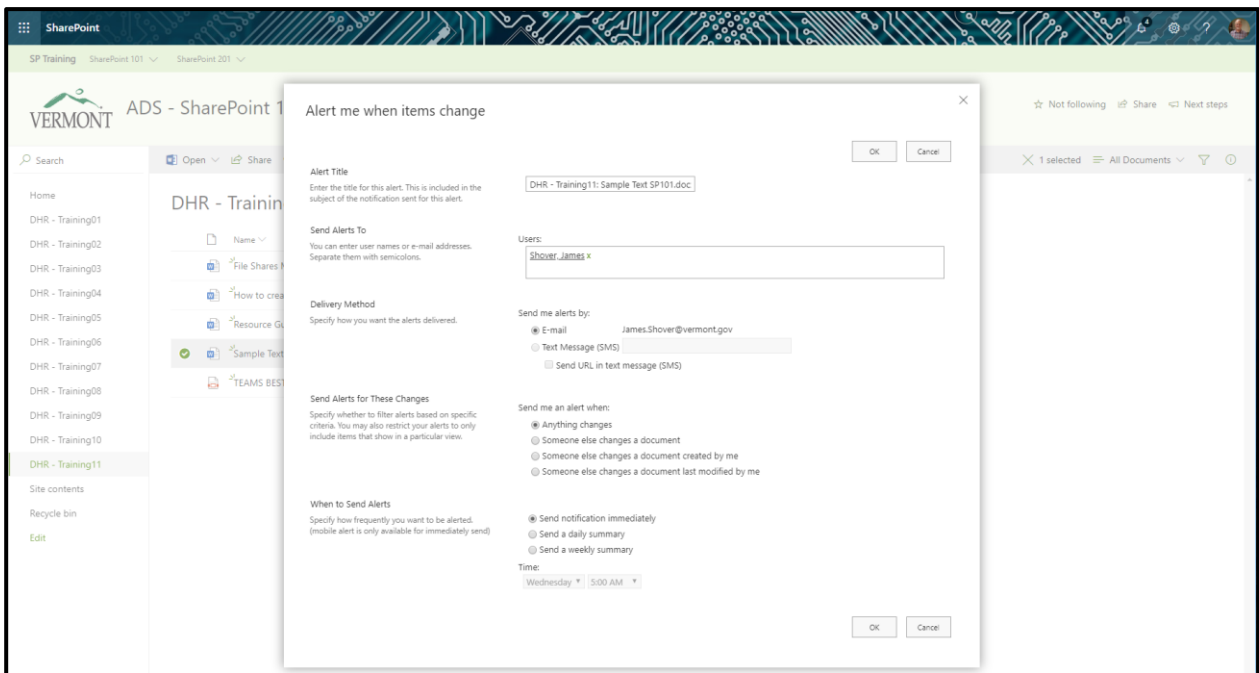 SharePoint
4
?
SP Training SharePoint 101 SharePoint 201
VERMONT
ADS - SharePoint 1
Not following Share Next steps
Search
Open Share
1 selected All Documents
Home
DHR - Training01
DHR - Training02
DHR - Training03
DHR - Training04
DHR - Training05
DHR - Training06
DHR - Training07
DHR - Training08
DHR - Training09
DHR - Training10
DHR - Training11
Site contents
Recycle bin
Edit
DHR - Trainin
Name
File Shares
How to crea
Resource Gu
Sample Text
TEAMS BEST
Alert me when items change
OK Cancel
Alert Title
Enter the title for this alert. This is included in the
subject of the notification sent for this alert.
DHR - Training11: Sample Text SP101.doc
Send Alerts To
You can enter user names or e-mail addresses.
Separate them with semicolons.
Users:
Shover, James x
Delivery Method
Specify how you want the alerts delivered.
Send me alerts by:
E-mail James.Shover@vermont.gov
Text Message (SMS)
Send URL in text message (SMS)
Send Alerts for These Changes
Specify whether to filter alerts based on specific
criteria. You may also restrict your alerts to only
include items that show in a particular view.
Send me an alert when:
Anything changes
Someone else changes a document
Someone else changes a document created by me
Someone else changes a document last modified by me
When to Send Alerts
Specify how frequently you want to be alerted.
(mobile alert is only available for immediately send)
Send notification immediately
Send a daily summary
Send a weekly summary
Time:
Wednesday 5:00 AM
OK Cancel